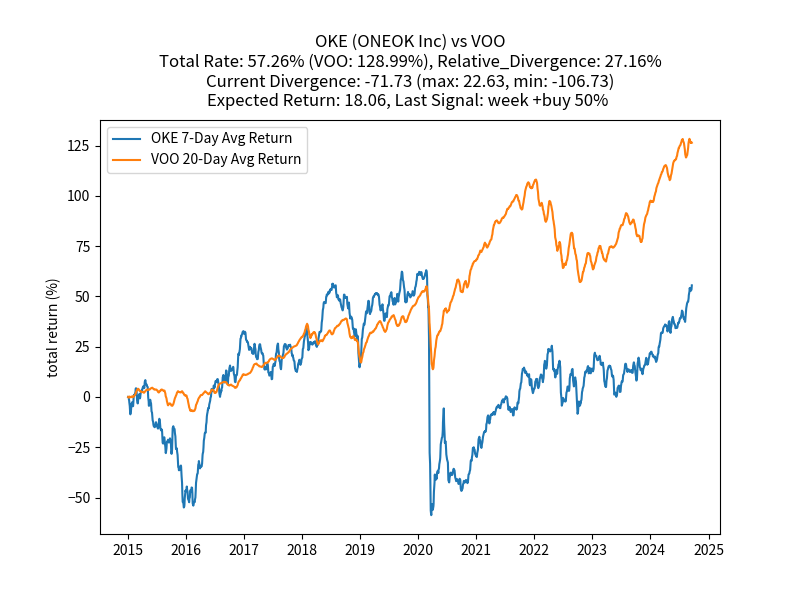 OKE (ONEOK Inc) vs VOO
Total Rate: 57.26% (VOO: 128.99%), Relative_Divergence: 27.16%
Current Divergence: -71.73 (max: 22.63, min: -106.73)
Expected Return: 18.06, Last Signal: week +buy 50%
OKE 7-Day Avg Return
VOO 20-Day Avg Return
total return (%)
125
100
75
50
25
0
−25
−50
2015 2016 2017 2018 2019 2020 2021 2022 2023 2024 2025